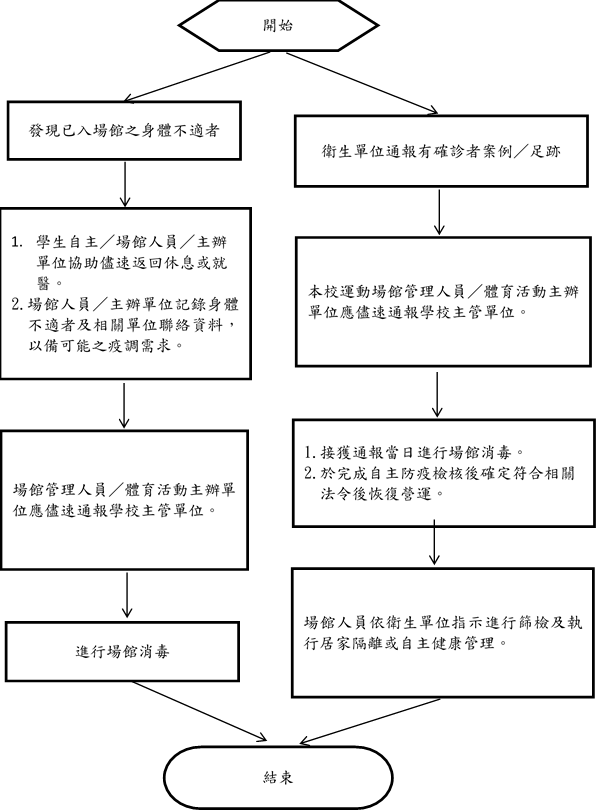 開始
發現已入場館之身體不適者
1. 學生自主／場館人員／主辦
單位協助儘速返回休息或就
醫。
2. 場館人員／主辦單位記錄身體
不適者及相關單位聯絡資料，
以備可能之疫調需求。
場館管理人員／體育活動主辦單
位應儘速通報學校主管單位。
進行場館消毒
衛生單位通報有確診者案例／足跡
本校運動場館管理人員／體育活動主辦
單位應儘速通報學校主管單位。
1. 接獲通報當日進行場館消毒。
2. 於完成自主防疫檢核後確定符合相關
法令後恢復營運。
場館人員依衛生單位指示進行篩檢及執
行居家隔離或自主健康管理。
結束